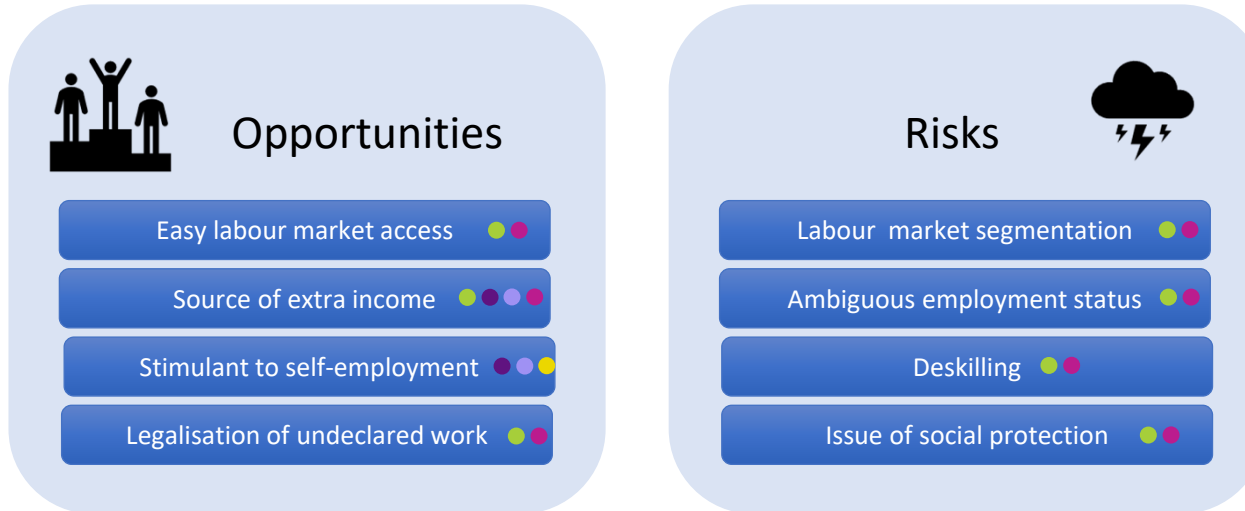 Opportunities
Easy labour market access
Source of extra income
Stimulant to self-employment
Legalisation of undeclared work
Risks
Labour market segmentation
Ambiguous employment status
Deskilling
Issue of social protection